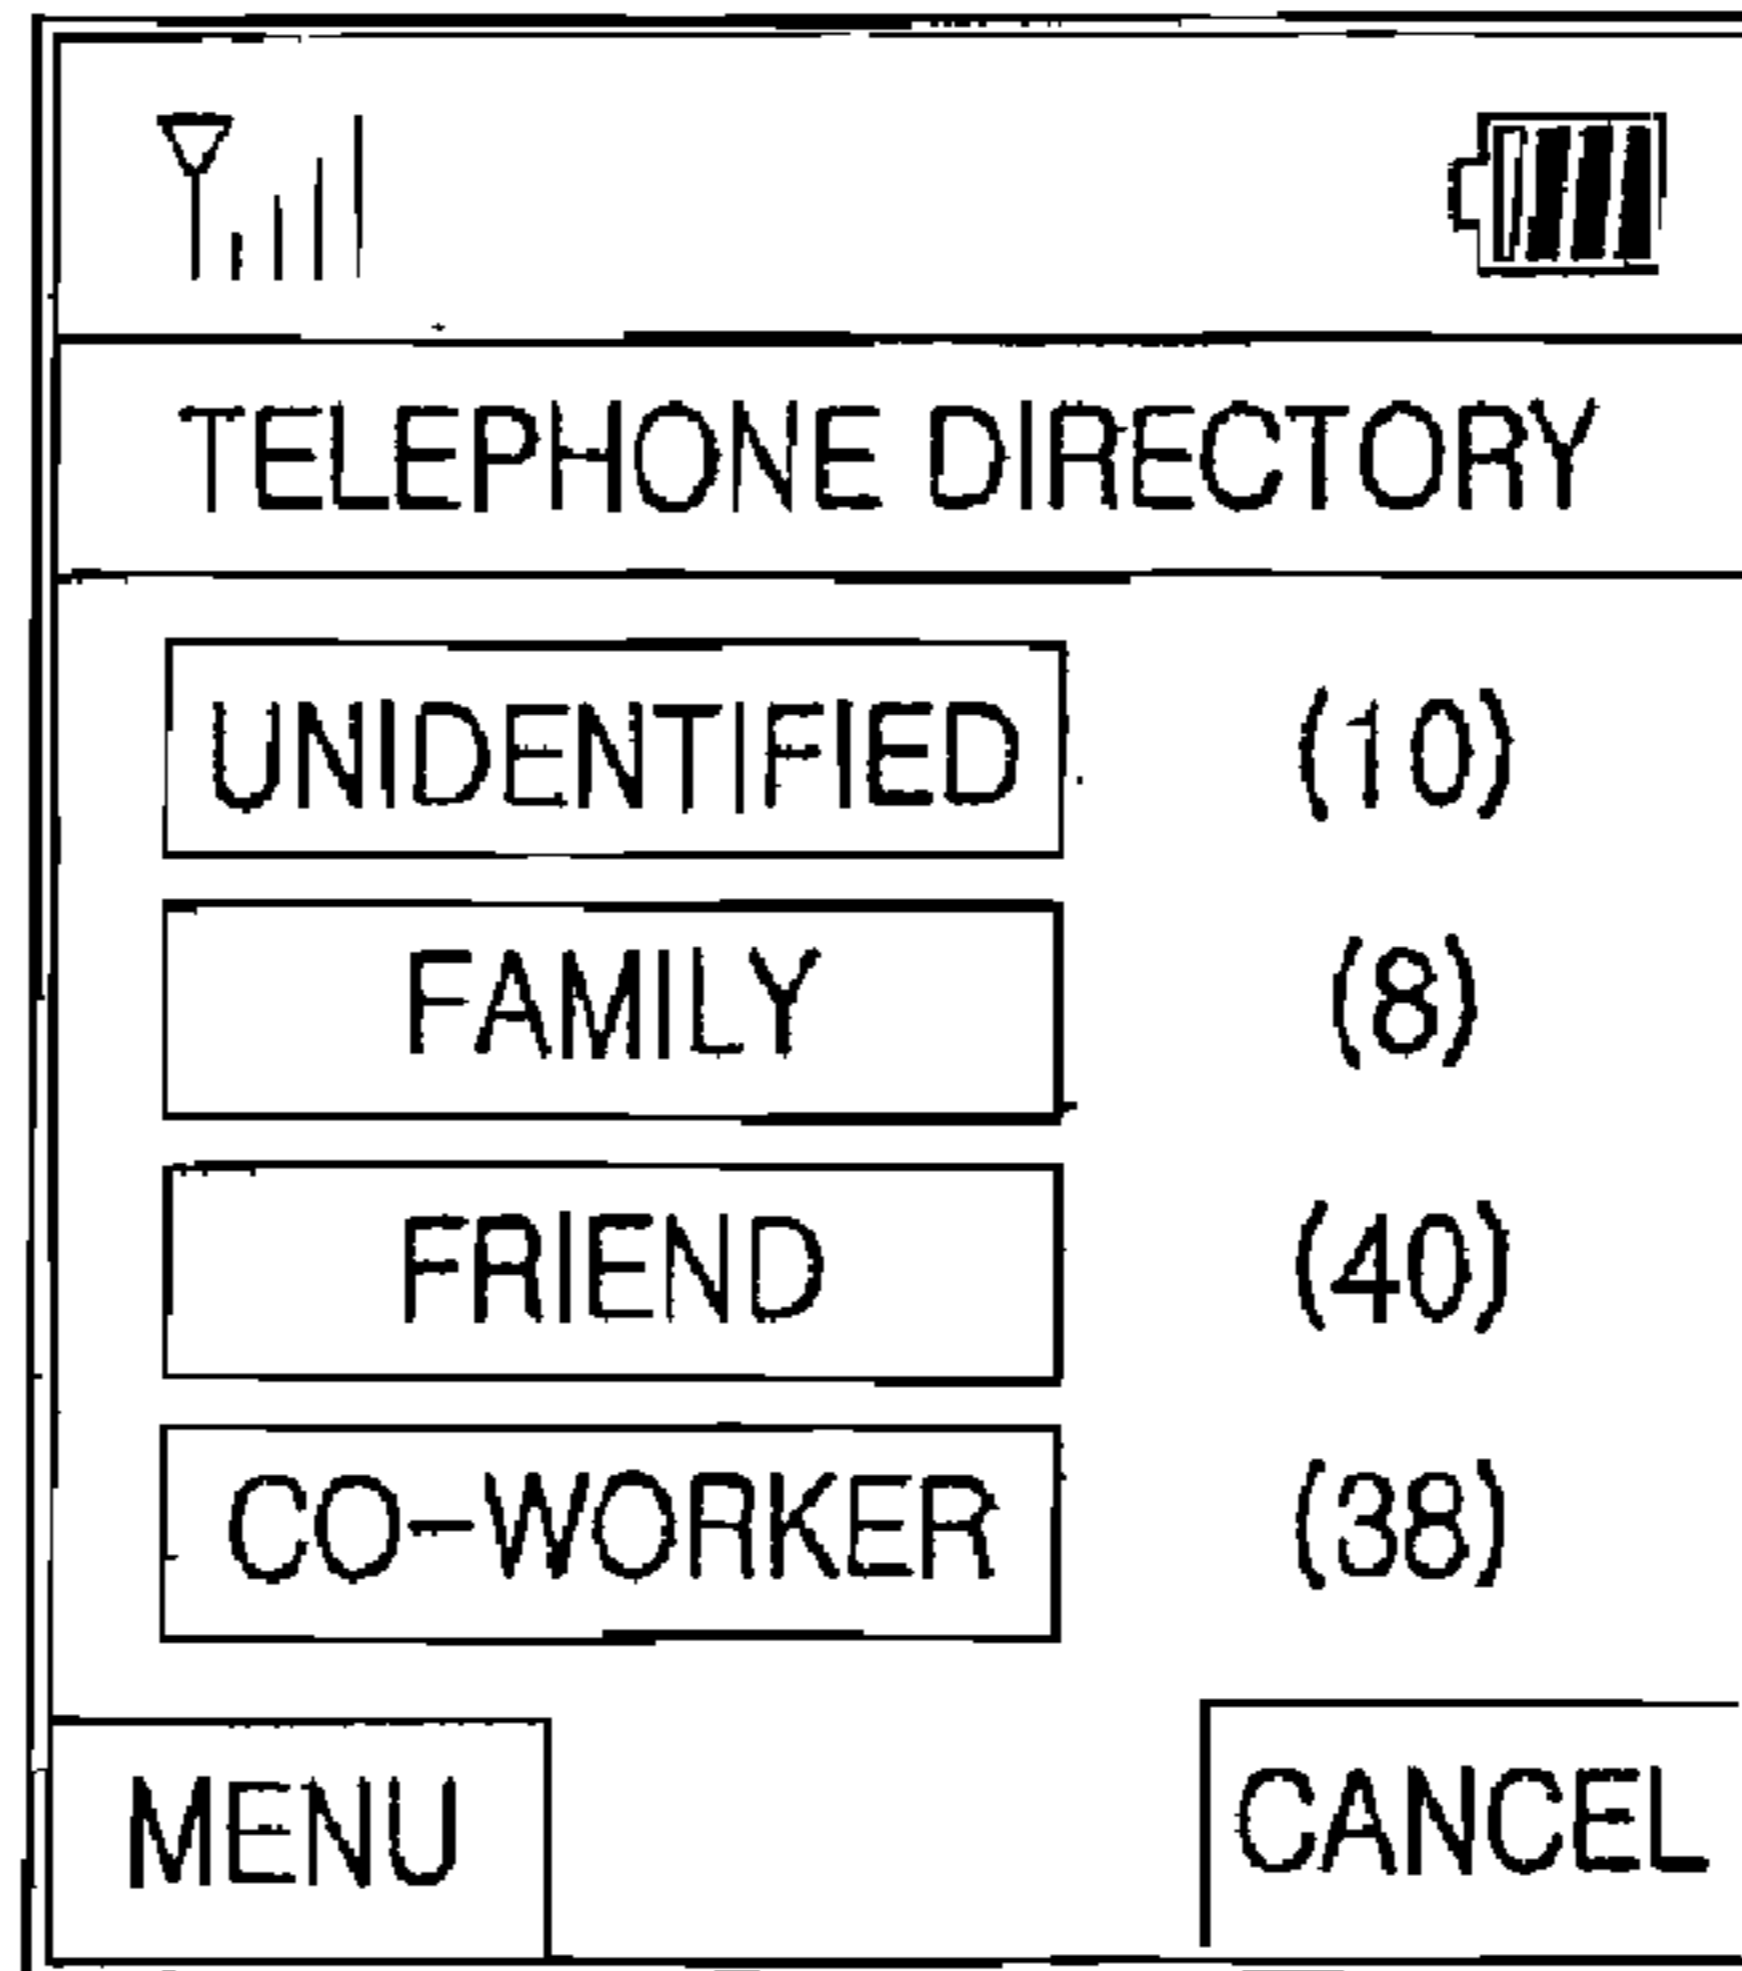 TELEPHONE DIRECTORY
UNIDENTIFIED (10)
FAMILY (8)
FRIEND (40)
CO-WORKER (38)
MENU CANCEL